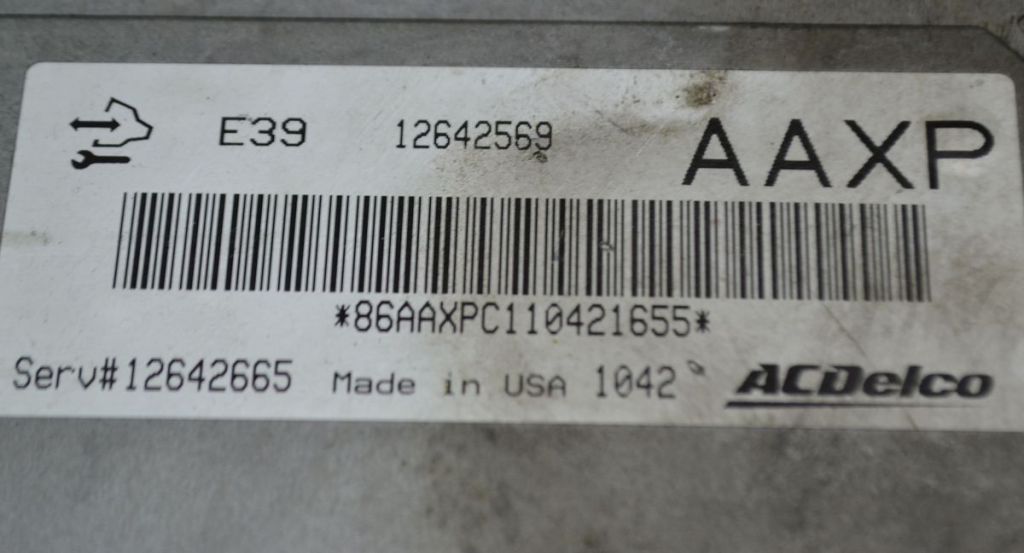 E39 12642569 AAXP
*86AAXPC110421655*
Serv#12642665 Made in USA 1042 ACDelco